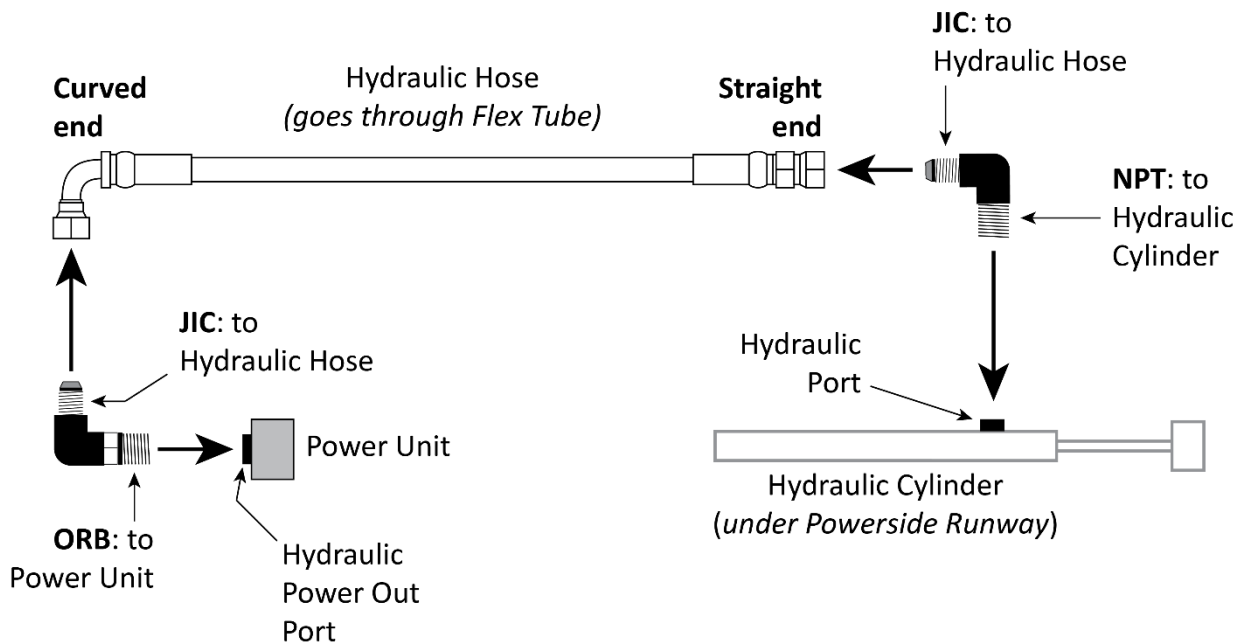 Curved
end
Hydraulic Hose
(goes through Flex Tube)
Straight
end
JIC: to
Hydraulic Hose
NPT: to
Hydraulic
Cylinder
JIC: to
Hydraulic Hose
Power Unit
ORB: to
Power Unit
Hydraulic
Power Out
Port
Hydraulic
Port
Hydraulic Cylinder
(under Powerside Runway)